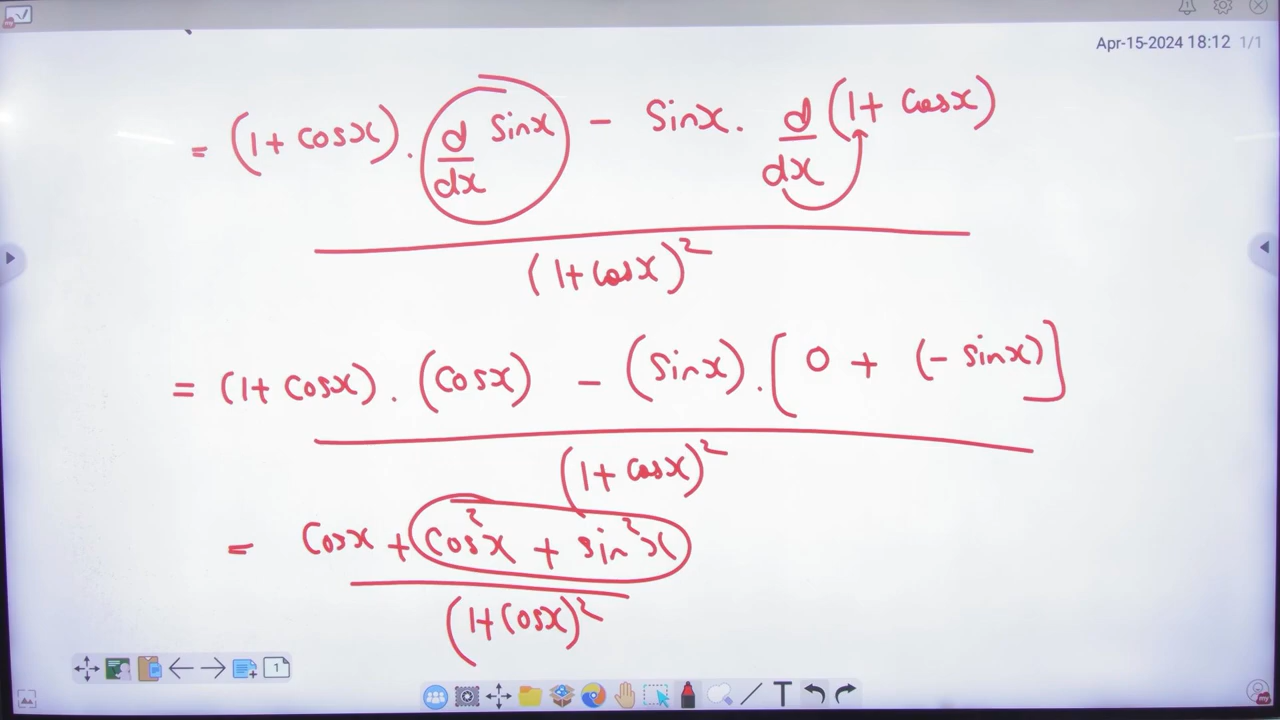 Apr-15-2024 18:12 1/1
= (1+ cosx) . d/dx sinx − sinx. d/dx (1+ cosx)
(1+cosx)²
= (1+ cosx) . (cosx) − (sinx) . [0 + (− sinx)]
(1+ cosx)²
= cosx + cos²x + sin²x
(1+cosx)²
1
T